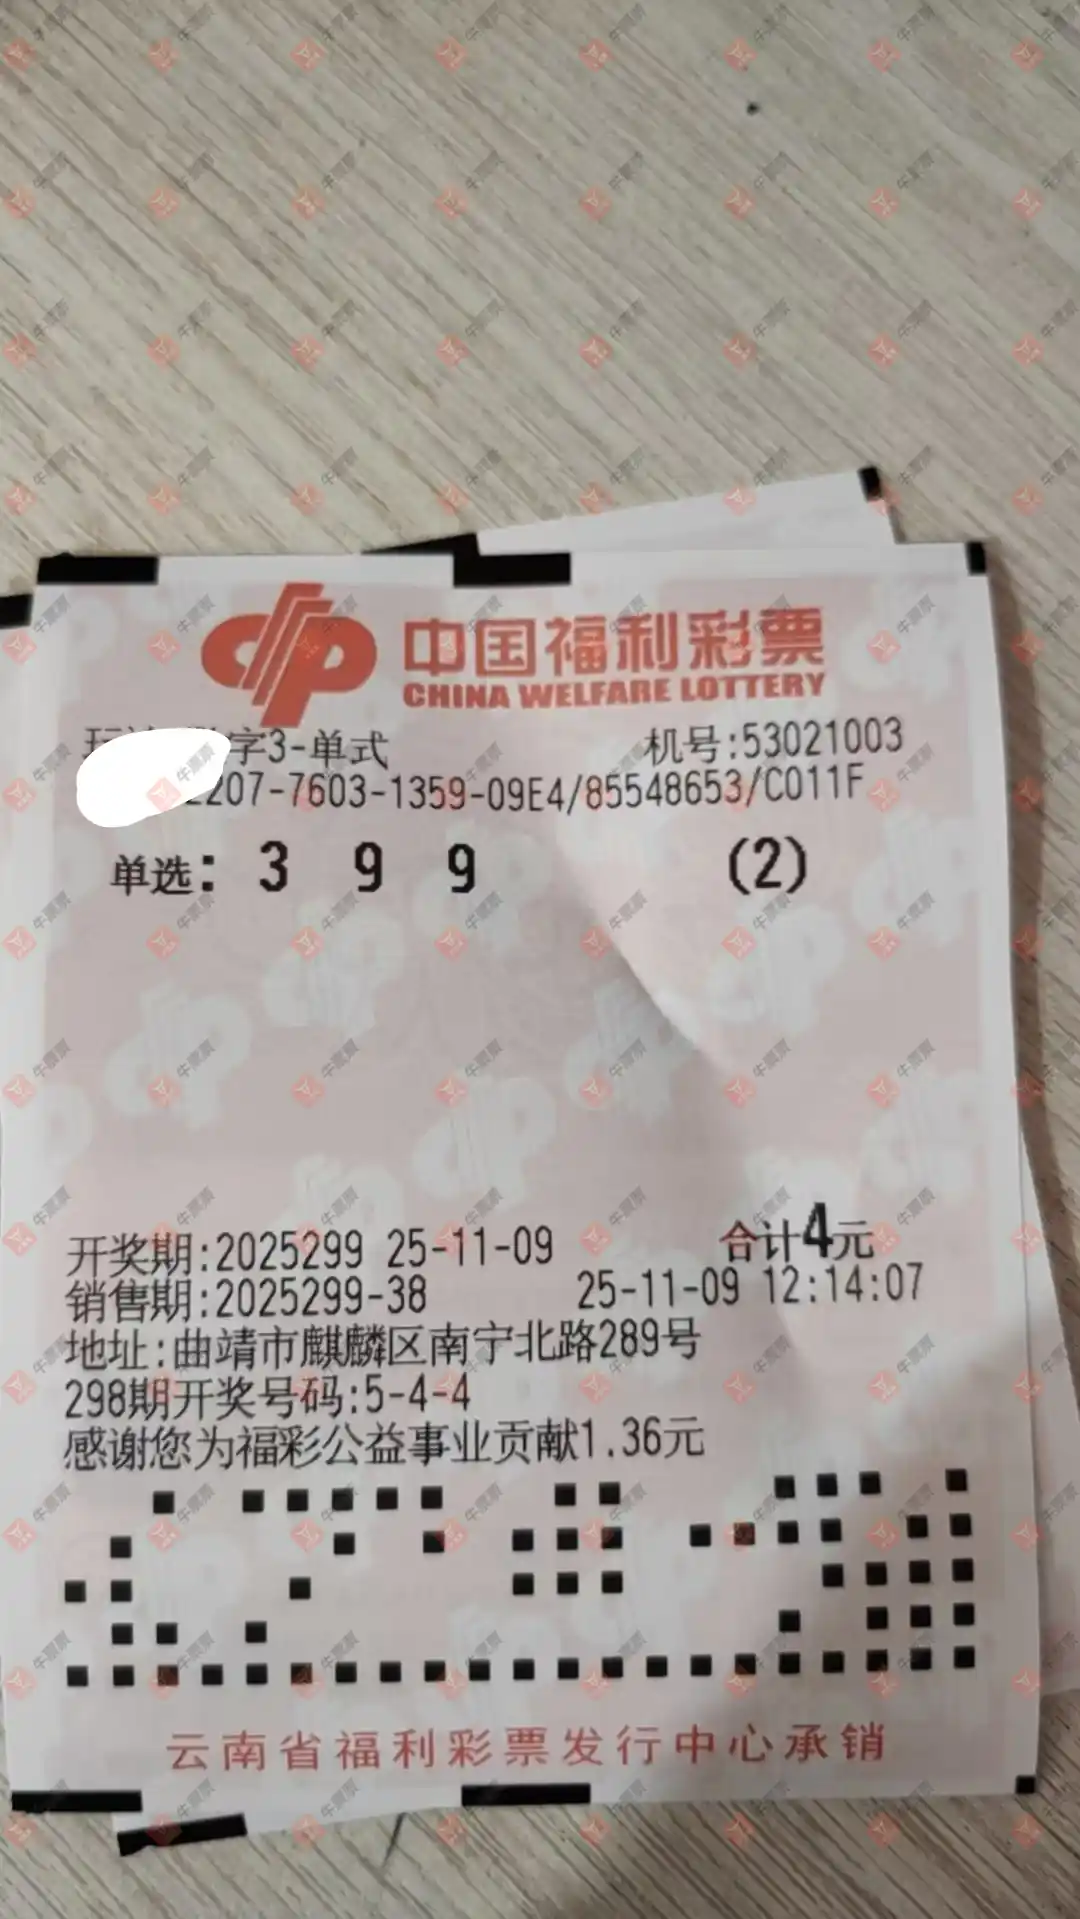 中国福利彩票
CHINA WELFARE LOTTERY
字3-单式 机号:53021003
2207-7603-1359-09E4/85548653/C011F
单选: 3 9 9 (2)
开奖期:2025299 25-11-09 合计4元
销售期:2025299-38 25-11-09 12:14:07
地址:曲靖市麒麟区南宁北路289号
298期开奖号码:5-4-4
感谢您为福彩公益事业贡献1.36元
云南省福利彩票发行中心承销
牛票票